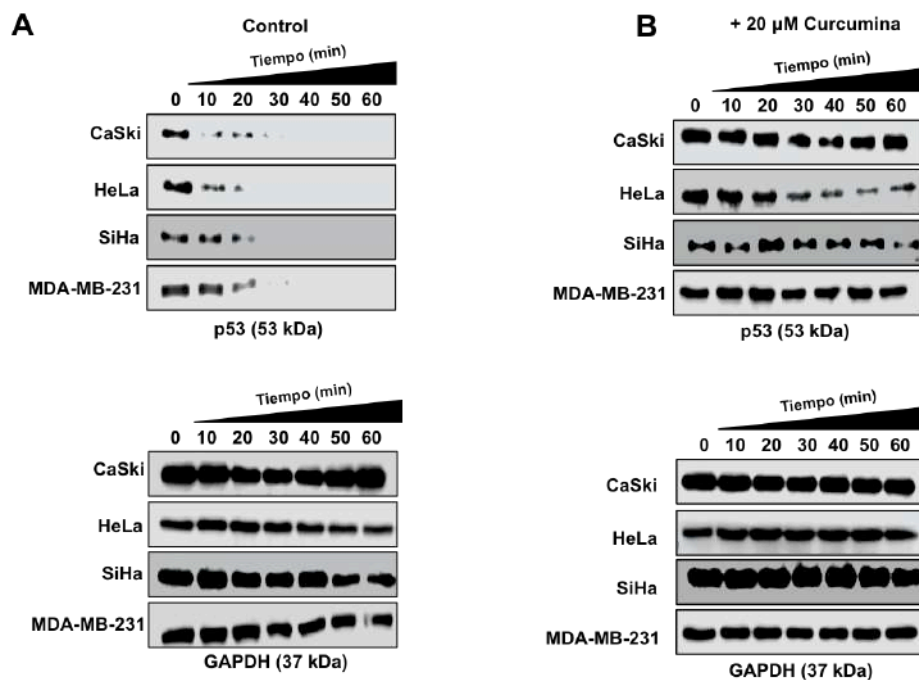 A
Control
Tiempo (min)
0 10 20 30 40 50 60
CaSki
HeLa
SiHa
MDA-MB-231
p53 (53 kDa)
Tiempo (min)
0 10 20 30 40 50 60
CaSki
HeLa
SiHa
MDA-MB-231
GAPDH (37 kDa)
B
+ 20 µM Curcumina
Tiempo (min)
0 10 20 30 40 50 60
CaSki
HeLa
SiHa
MDA-MB-231
p53 (53 kDa)
Tiempo (min)
0 10 20 30 40 50 60
CaSki
HeLa
SiHa
MDA-MB-231
GAPDH (37 kDa)